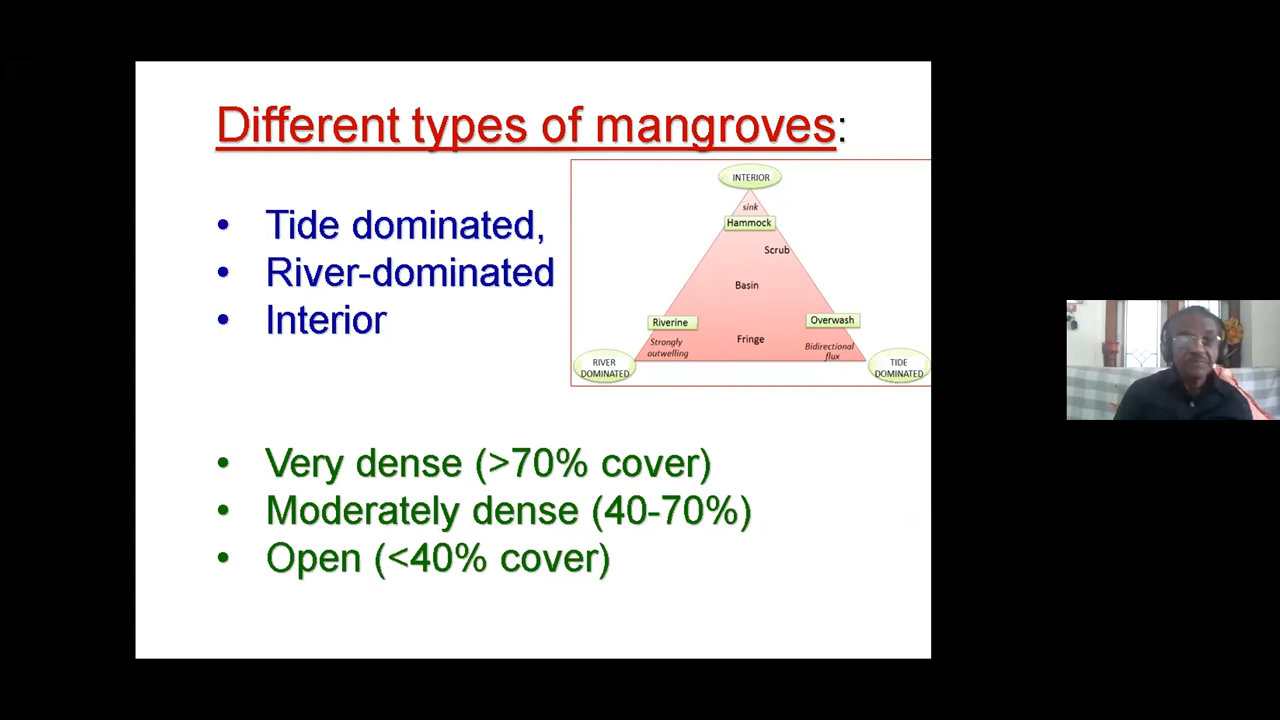 Different types of mangroves:
• Tide dominated,
• River-dominated
• Interior
INTERIOR
sink
Hammock
Scrub
Basin
Riverine
Overwash
Fringe
Strongly
outwelling
Bidirectional
flux
RIVER
DOMINATED
TIDE
DOMINATED
• Very dense (>70% cover)
• Moderately dense (40-70%)
• Open (<40% cover)